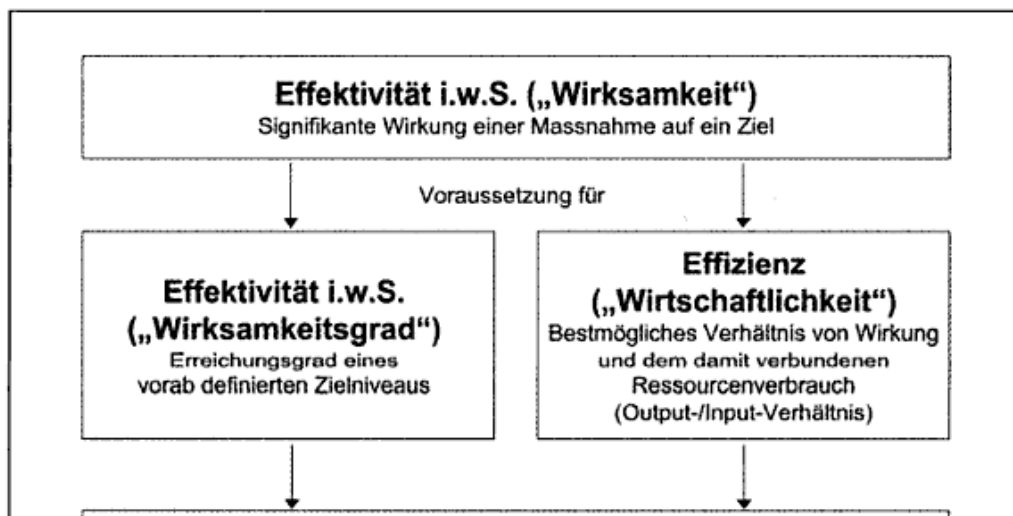 Effektivität i.w.S. („Wirksamkeit“)
Signifikante Wirkung einer Massnahme auf ein Ziel
Voraussetzung für
Effektivität i.w.S.
(„Wirksamkeitsgrad“)
Erreichungsgrad eines
vorab definierten Zielniveaus
Effizienz
(„Wirtschaftlichkeit“)
Bestmögliches Verhältnis von Wirkung
und dem damit verbundenen
Ressourcenverbrauch
(Output-/Input-Verhältnis)